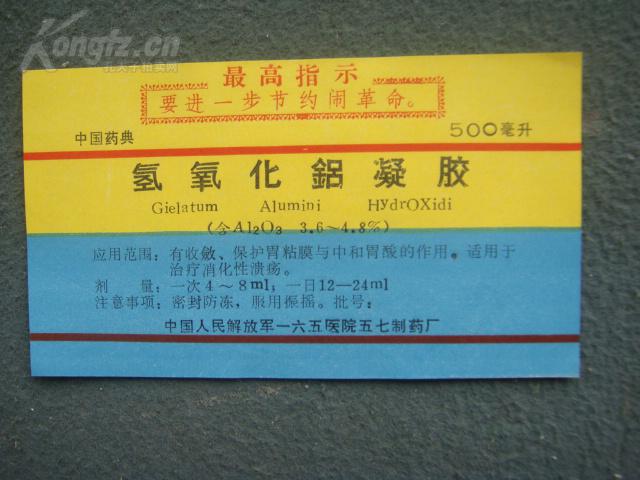 Kongfz.cn
最高指示
要进一步节约闹革命。
中国药典
500毫升
氢氧化鋁凝胶
Gielatum Alumini HydrOXidi
(含Al₂O₃ 3.6～4.8%)
应用范围：有收敛、保护胃粘膜与中和胃酸的作用。适用于
治疗消化性溃疡。
剂 量：一次4～8ml；一日12—24ml
注意事项：密封防冻，服用振摇。批号：
中国人民解放军一六五医院五七制药厂